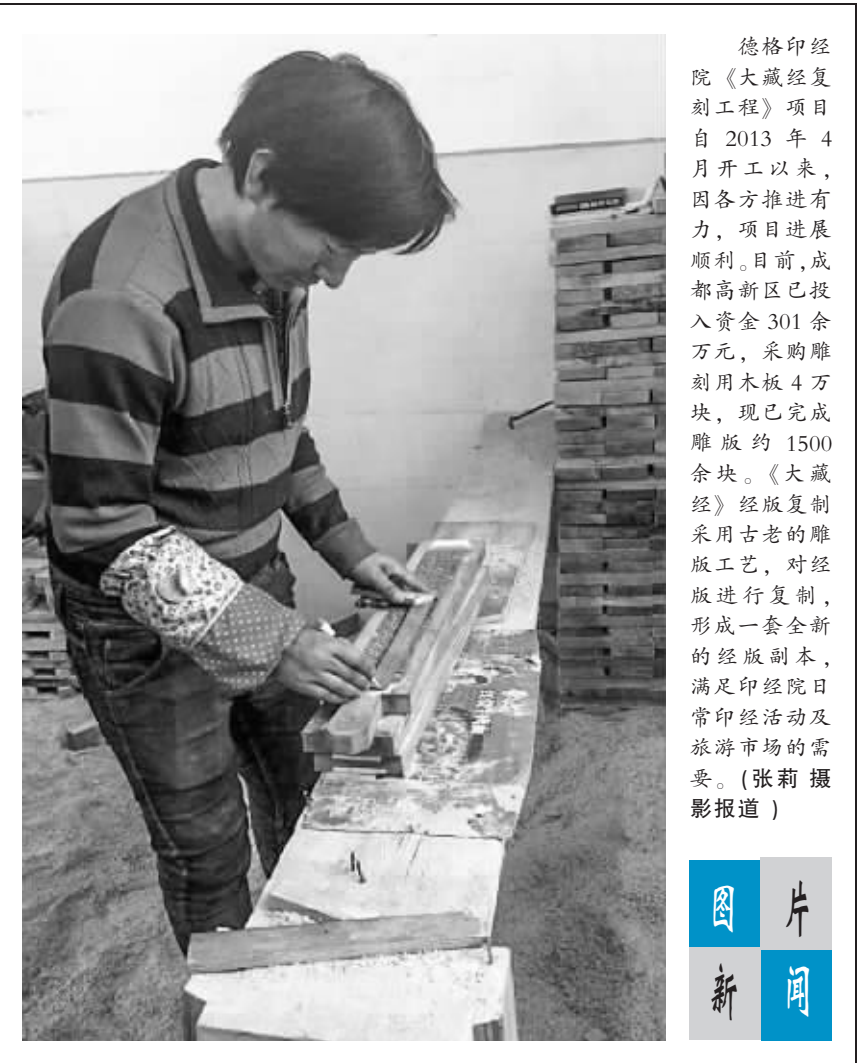 德格印经
院《大藏经复
刻工程》项目
自 2013 年 4
月开工以来，
因各方推进有
力，项目进展
顺利。目前，成
都高新区已投
入资金 301 余
万元，采购雕
刻用木板 4 万
块，现已完成
雕版约 1500
余块。《大藏
经》经版复制
采用古老的雕
版工艺，对经
版进行复制，
形成一套全新
的经版副本，
满足印经院日
常印经活动及
旅游市场的需
要。(张莉 摄
影报道 )
图片
新闻